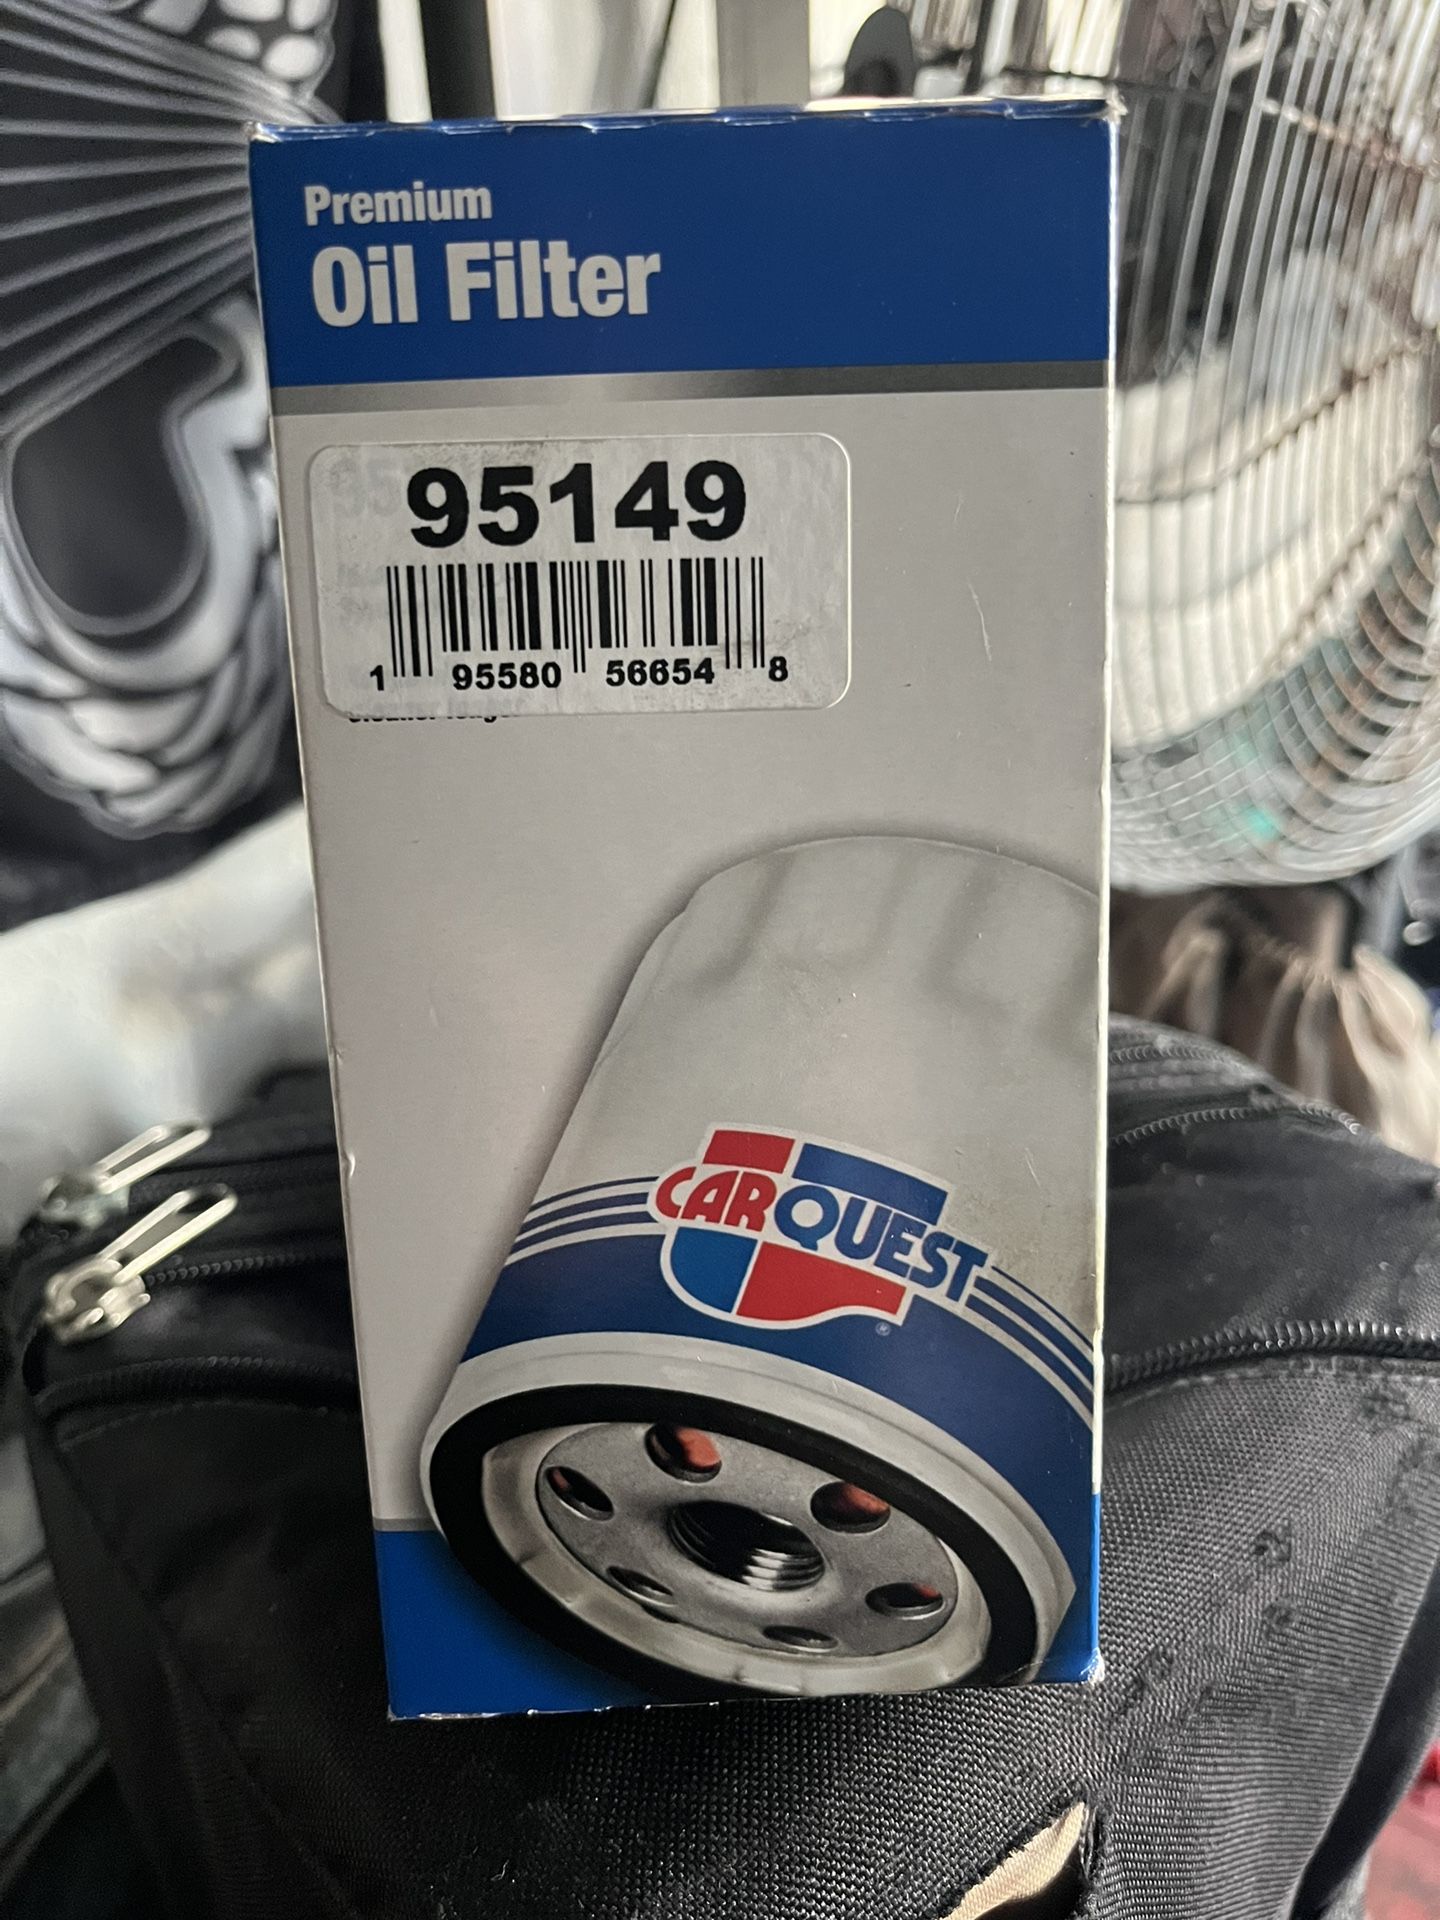 Premium
Oil Filter
95149
1 95580 56654 8
CARQUEST
®